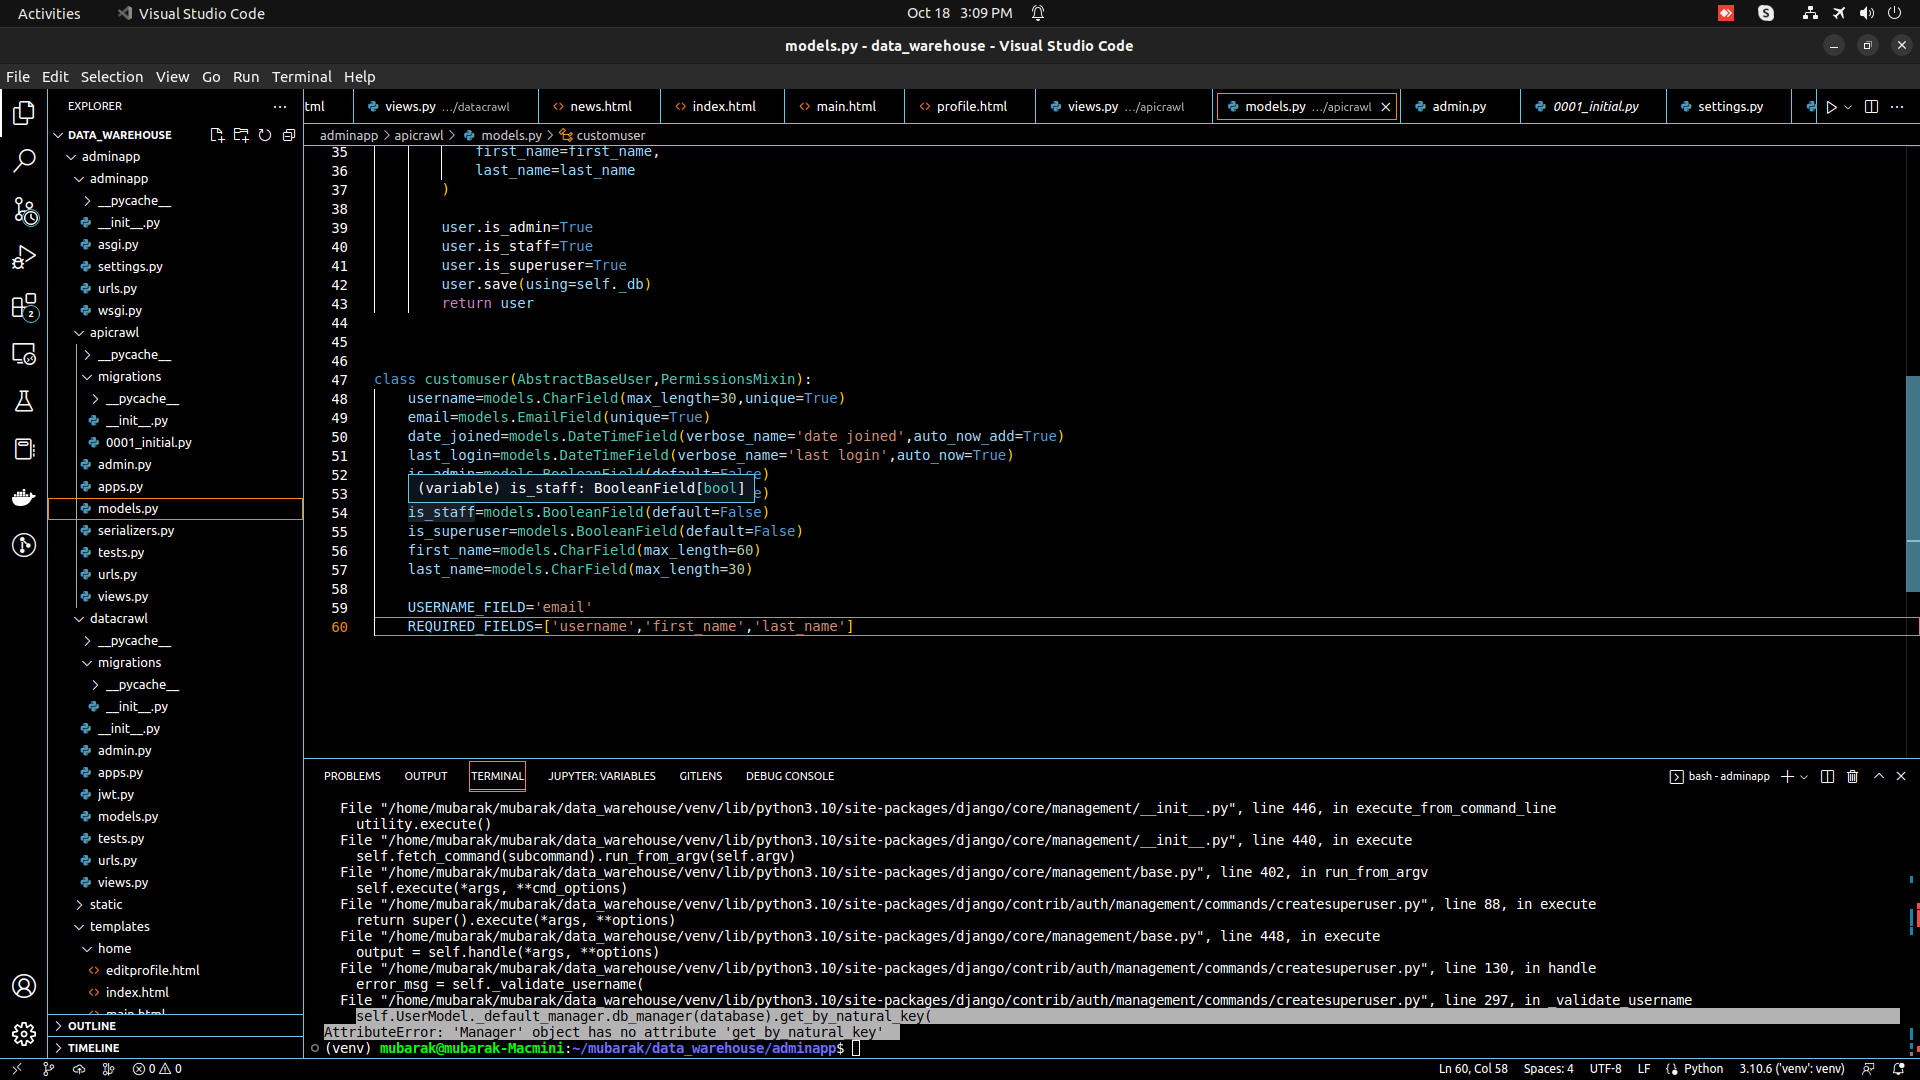 Activities
Visual Studio Code
Oct 18 3:09 PM
models.py - data_warehouse - Visual Studio Code
File Edit Selection View Go Run Terminal Help
EXPLORER
tml
views.py .../datacrawl
news.html
index.html
main.html
profile.html
views.py .../apicrawl
models.py .../apicrawl
admin.py
0001_initial.py
settings.py
DATA_WAREHOUSE
adminapp > apicrawl > models.py > customuser
adminapp
adminapp
__pycache__
__init__.py
asgi.py
settings.py
urls.py
wsgi.py
apicrawl
__pycache__
migrations
__pycache__
__init__.py
0001_initial.py
admin.py
apps.py
models.py
serializers.py
tests.py
urls.py
views.py
datacrawl
__pycache__
migrations
__pycache__
__init__.py
__init__.py
admin.py
apps.py
jwt.py
models.py
tests.py
urls.py
views.py
static
templates
home
editprofile.html
index.html
main.html
OUTLINE
TIMELINE
2
35 first_name=first_name,
36 last_name=last_name
37 )
38
39 user.is_admin=True
40 user.is_staff=True
41 user.is_superuser=True
42 user.save(using=self._db)
43 return user
44
45
46
47 class customuser(AbstractBaseUser,PermissionsMixin):
48 username=models.CharField(max_length=30,unique=True)
49 email=models.EmailField(unique=True)
50 date_joined=models.DateTimeField(verbose_name='date joined',auto_now_add=True)
51 last_login=models.DateTimeField(verbose_name='last login',auto_now=True)
52 is_admin=models.BooleanField(default=False)
(variable) is_staff: BooleanField[bool]
53 e)
54 is_staff=models.BooleanField(default=False)
55 is_superuser=models.BooleanField(default=False)
56 first_name=models.CharField(max_length=60)
57 last_name=models.CharField(max_length=30)
58
59 USERNAME_FIELD='email'
60 REQUIRED_FIELDS=['username','first_name','last_name']
PROBLEMS OUTPUT TERMINAL JUPYTER: VARIABLES GITLENS DEBUG CONSOLE
bash - adminapp
File "/home/mubarak/mubarak/data_warehouse/venv/lib/python3.10/site-packages/django/core/management/__init__.py", line 446, in execute_from_command_line
utility.execute()
File "/home/mubarak/mubarak/data_warehouse/venv/lib/python3.10/site-packages/django/core/management/__init__.py", line 440, in execute
self.fetch_command(subcommand).run_from_argv(self.argv)
File "/home/mubarak/mubarak/data_warehouse/venv/lib/python3.10/site-packages/django/core/management/base.py", line 402, in run_from_argv
self.execute(*args, **cmd_options)
File "/home/mubarak/mubarak/data_warehouse/venv/lib/python3.10/site-packages/django/contrib/auth/management/commands/createsuperuser.py", line 88, in execute
return super().execute(*args, **options)
File "/home/mubarak/mubarak/data_warehouse/venv/lib/python3.10/site-packages/django/core/management/base.py", line 448, in execute
output = self.handle(*args, **options)
File "/home/mubarak/mubarak/data_warehouse/venv/lib/python3.10/site-packages/django/contrib/auth/management/commands/createsuperuser.py", line 130, in handle
error_msg = self._validate_username(
File "/home/mubarak/mubarak/data_warehouse/venv/lib/python3.10/site-packages/django/contrib/auth/management/commands/createsuperuser.py", line 297, in _validate_username
self.UserModel._default_manager.db_manager(database).get_by_natural_key(
AttributeError: 'Manager' object has no attribute 'get_by_natural_key'
(venv) mubarak@mubarak-Macmini:~/mubarak/data_warehouse/adminapp$
0 0
Ln 60, Col 58 Spaces: 4 UTF-8 LF Python 3.10.6 ('venv': venv)